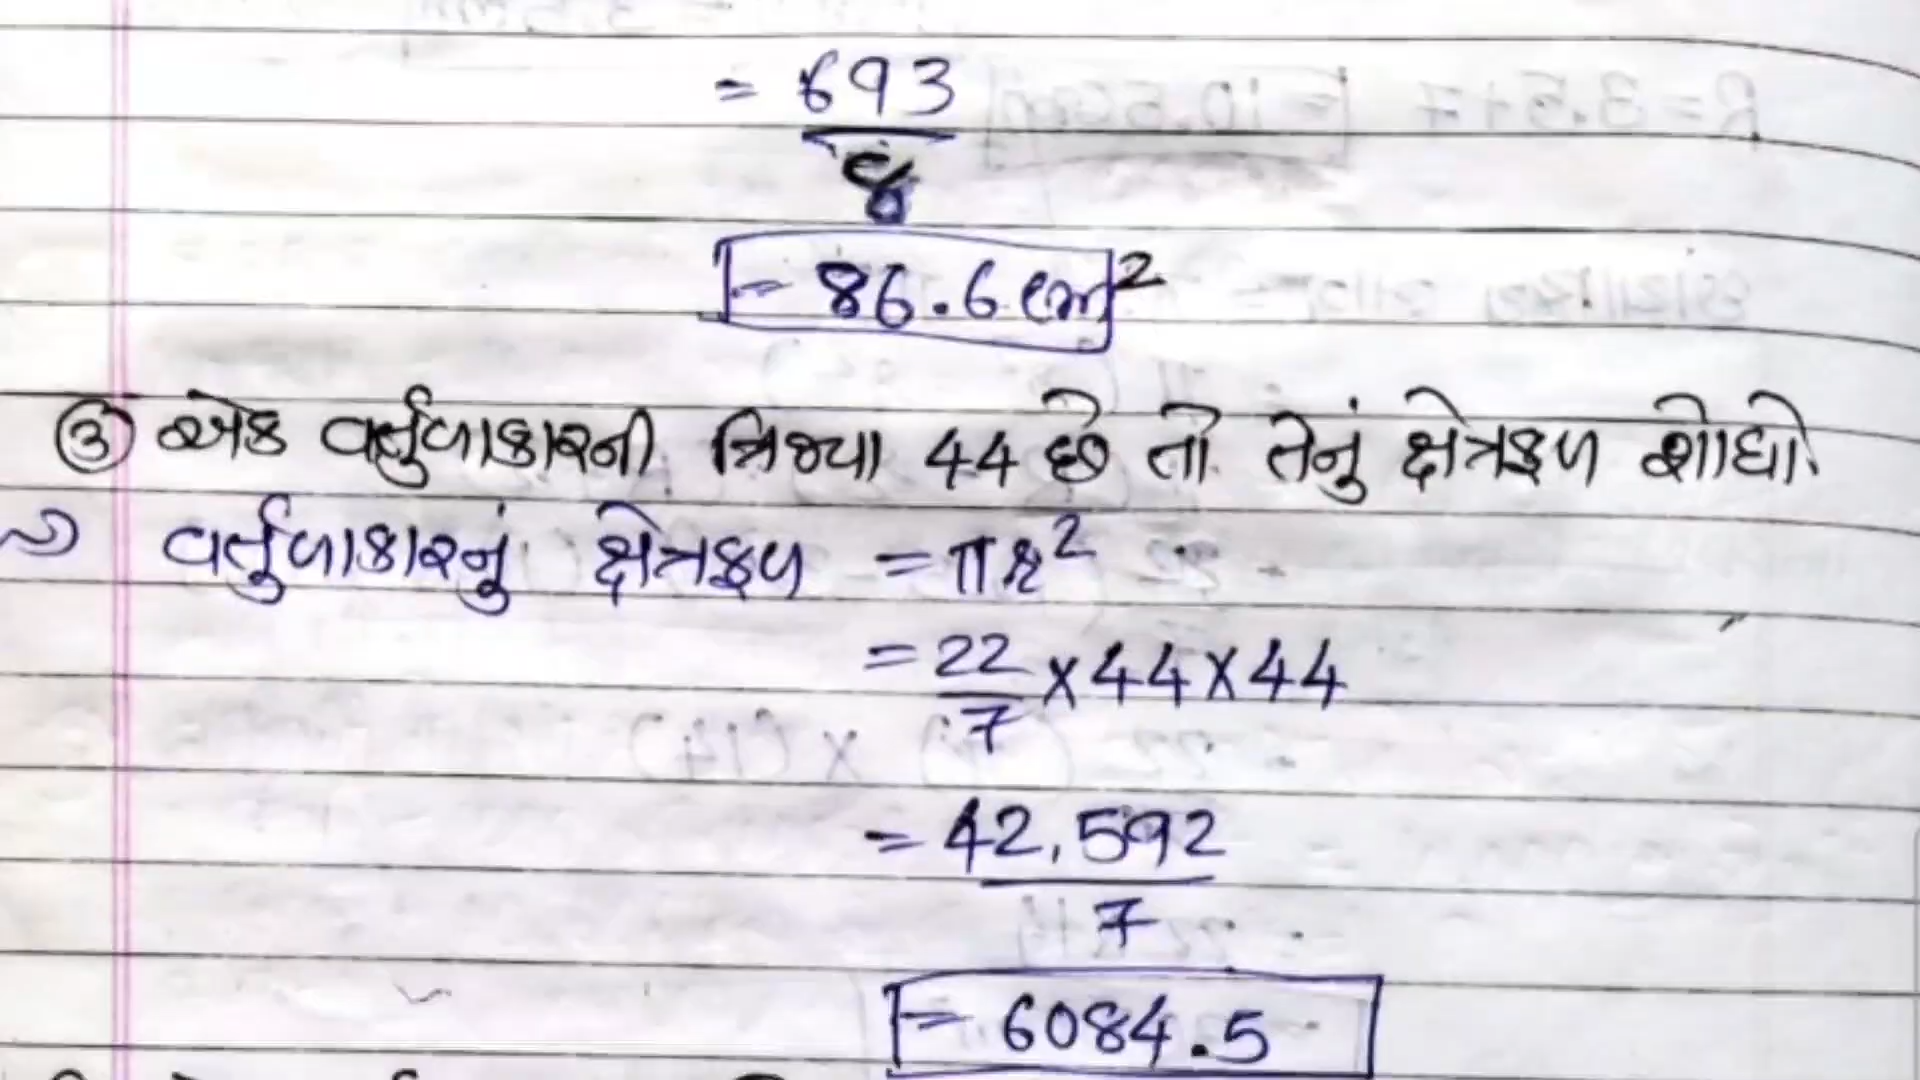 = 693
8
= 86.6 cm²
③ એક વર્તુળાકારની ત્રિજ્યા 44 છે તો તેનું ક્ષેત્રફળ શોધો.
વર્તુળાકારનું ક્ષેત્રફળ = πr²
= 22/7 × 44 × 44
= 42,592
7
= 6084.5